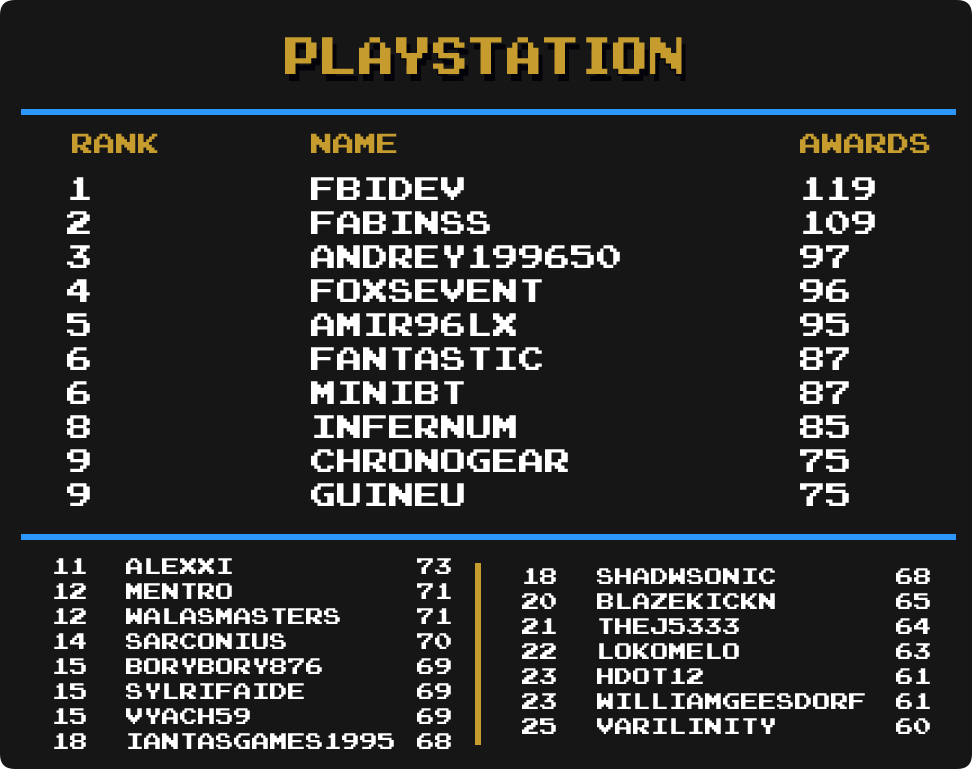 PLAYSTATION
RANK NAME AWARDS
1 FBIDEV 119
2 FABINSS 109
3 ANDREY199650 97
4 FOXSEVENT 96
5 AMIR96LX 95
6 FANTASTIC 87
6 MINIBT 87
8 INFERNUM 85
9 CHRONOGEAR 75
9 GUINEU 75
11 ALEXXI 73
12 MENTRO 71
12 WALASMASTERS 71
14 SARCONIUS 70
15 BORYBORY876 69
15 SYLRIFAIDE 69
15 VYACH59 69
18 IANTASGAMES1995 68
18 SHADWSONIC 68
20 BLAZEKICKN 65
21 THEJ5333 64
22 LOKOMELO 63
23 HDOT12 61
23 WILLIAMGEESDORF 61
25 VARILINITY 60